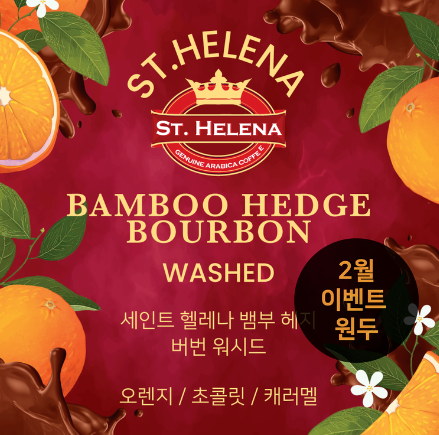 ST.HELENA
ST. HELENA
GENUINE ARABICA COFFEE
BAMBOO HEDGE
BOURBON
WASHED
2월
이벤트
원두
세인트 헬레나 뱀부 헤지
버번 워시드
오렌지 / 초콜릿 / 캐러멜